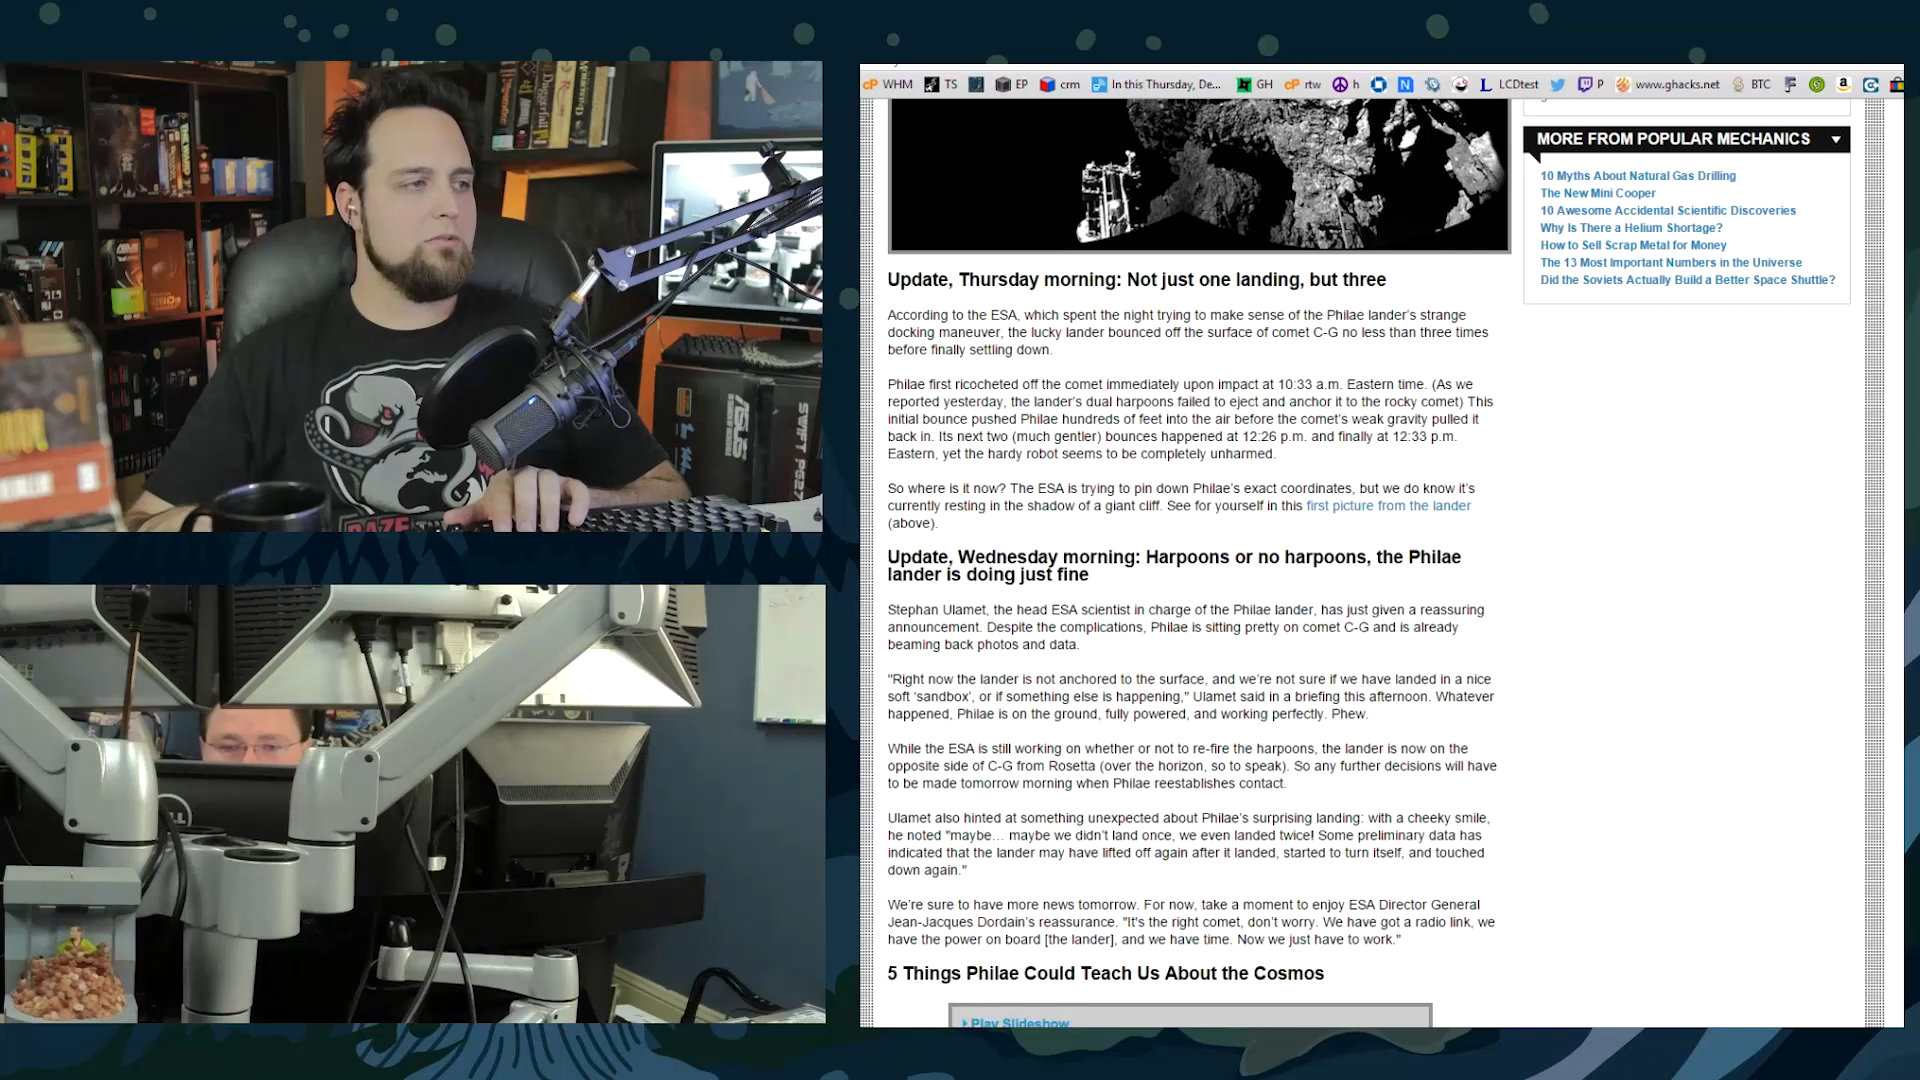 Daggerfall
ASUS
SWIFT PG27
DAZE
DELL
WHM TS EP crm In this Thursday, De... GH rtw h LCDtest P www.ghacks.net BTC
MORE FROM POPULAR MECHANICS
10 Myths About Natural Gas Drilling
The New Mini Cooper
10 Awesome Accidental Scientific Discoveries
Why Is There a Helium Shortage?
How to Sell Scrap Metal for Money
The 13 Most Important Numbers in the Universe
Did the Soviets Actually Build a Better Space Shuttle?
Update, Thursday morning: Not just one landing, but three
According to the ESA, which spent the night trying to make sense of the Philae lander's strange
docking maneuver, the lucky lander bounced off the surface of comet C-G no less than three times
before finally settling down.
Philae first ricocheted off the comet immediately upon impact at 10:33 a.m. Eastern time. (As we
reported yesterday, the lander's dual harpoons failed to eject and anchor it to the rocky comet) This
initial bounce pushed Philae hundreds of feet into the air before the comet's weak gravity pulled it
back in. Its next two (much gentler) bounces happened at 12:26 p.m. and finally at 12:33 p.m.
Eastern, yet the hardy robot seems to be completely unharmed.
So where is it now? The ESA is trying to pin down Philae's exact coordinates, but we do know it's
currently resting in the shadow of a giant cliff. See for yourself in this first picture from the lander
(above).
Update, Wednesday morning: Harpoons or no harpoons, the Philae
lander is doing just fine
Stephan Ulamet, the head ESA scientist in charge of the Philae lander, has just given a reassuring
announcement. Despite the complications, Philae is sitting pretty on comet C-G and is already
beaming back photos and data.
"Right now the lander is not anchored to the surface, and we're not sure if we have landed in a nice
soft 'sandbox', or if something else is happening," Ulamet said in a briefing this afternoon. Whatever
happened, Philae is on the ground, fully powered, and working perfectly. Phew.
While the ESA is still working on whether or not to re-fire the harpoons, the lander is now on the
opposite side of C-G from Rosetta (over the horizon, so to speak). So any further decisions will have
to be made tomorrow morning when Philae reestablishes contact.
Ulamet also hinted at something unexpected about Philae's surprising landing: with a cheeky smile,
he noted "maybe... maybe we didn't land once, we even landed twice! Some preliminary data has
indicated that the lander may have lifted off again after it landed, started to turn itself, and touched
down again."
We're sure to have more news tomorrow. For now, take a moment to enjoy ESA Director General
Jean-Jacques Dordain's reassurance. "It's the right comet, don't worry. We have got a radio link, we
have the power on board [the lander], and we have time. Now we just have to work."
5 Things Philae Could Teach Us About the Cosmos
Play Slideshow